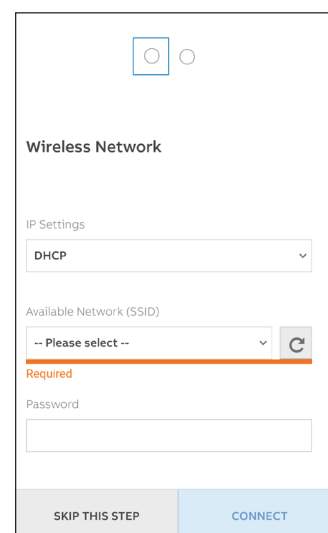 Wireless Network
IP Settings
DHCP
Available Network (SSID)
-- Please select --
Required
Password
SKIP THIS STEP
CONNECT